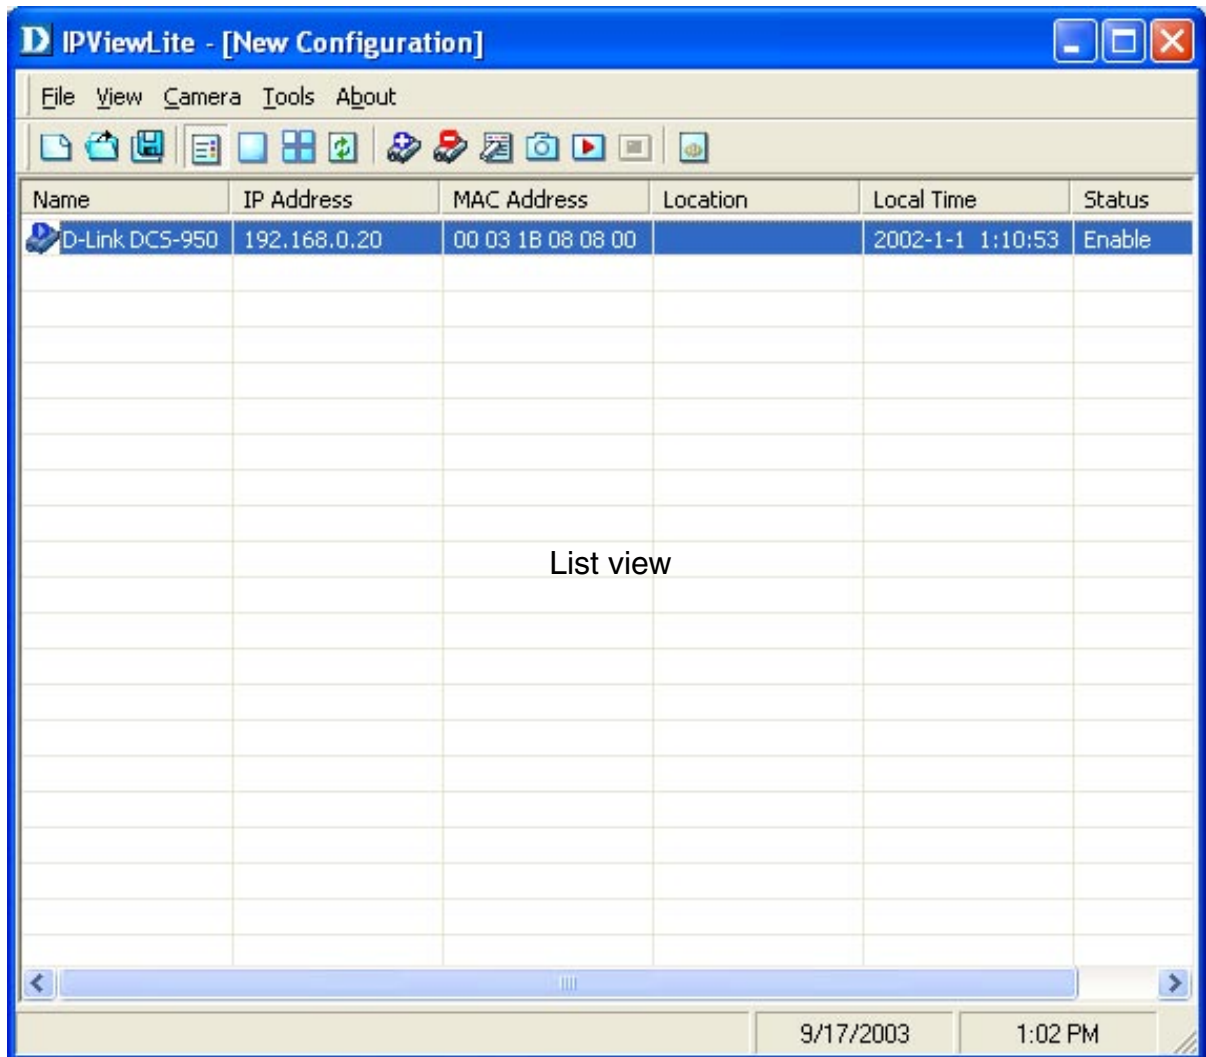 IPViewLite - [New Configuration]
File View Camera Tools About
Name IP Address MAC Address Location Local Time Status
D-Link DCS-950 192.168.0.20 00 03 1B 08 08 00 2002-1-1 1:10:53 Enable
List view
9/17/2003 1:02 PM